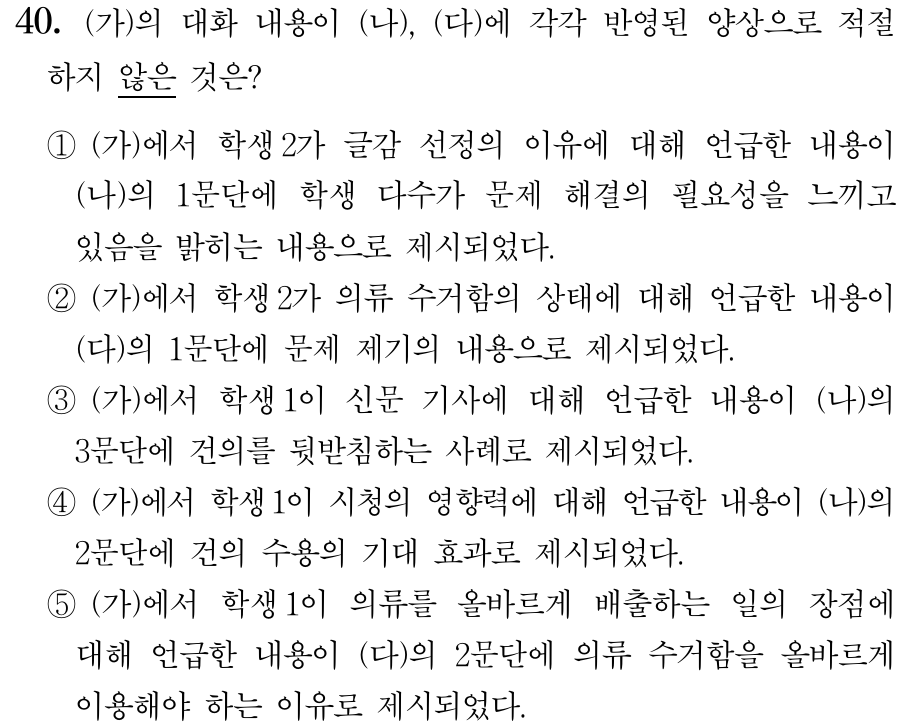 40. (가)의 대화 내용이 (나), (다)에 각각 반영된 양상으로 적절
하지 않은 것은?
① (가)에서 학생 2가 글감 선정의 이유에 대해 언급한 내용이
(나)의 1문단에 학생 다수가 문제 해결의 필요성을 느끼고
있음을 밝히는 내용으로 제시되었다.
② (가)에서 학생 2가 의류 수거함의 상태에 대해 언급한 내용이
(다)의 1문단에 문제 제기의 내용으로 제시되었다.
③ (가)에서 학생 1이 신문 기사에 대해 언급한 내용이 (나)의
3문단에 건의를 뒷받침하는 사례로 제시되었다.
④ (가)에서 학생 1이 시청의 영향력에 대해 언급한 내용이 (나)의
2문단에 건의 수용의 기대 효과로 제시되었다.
⑤ (가)에서 학생 1이 의류를 올바르게 배출하는 일의 장점에
대해 언급한 내용이 (다)의 2문단에 의류 수거함을 올바르게
이용해야 하는 이유로 제시되었다.